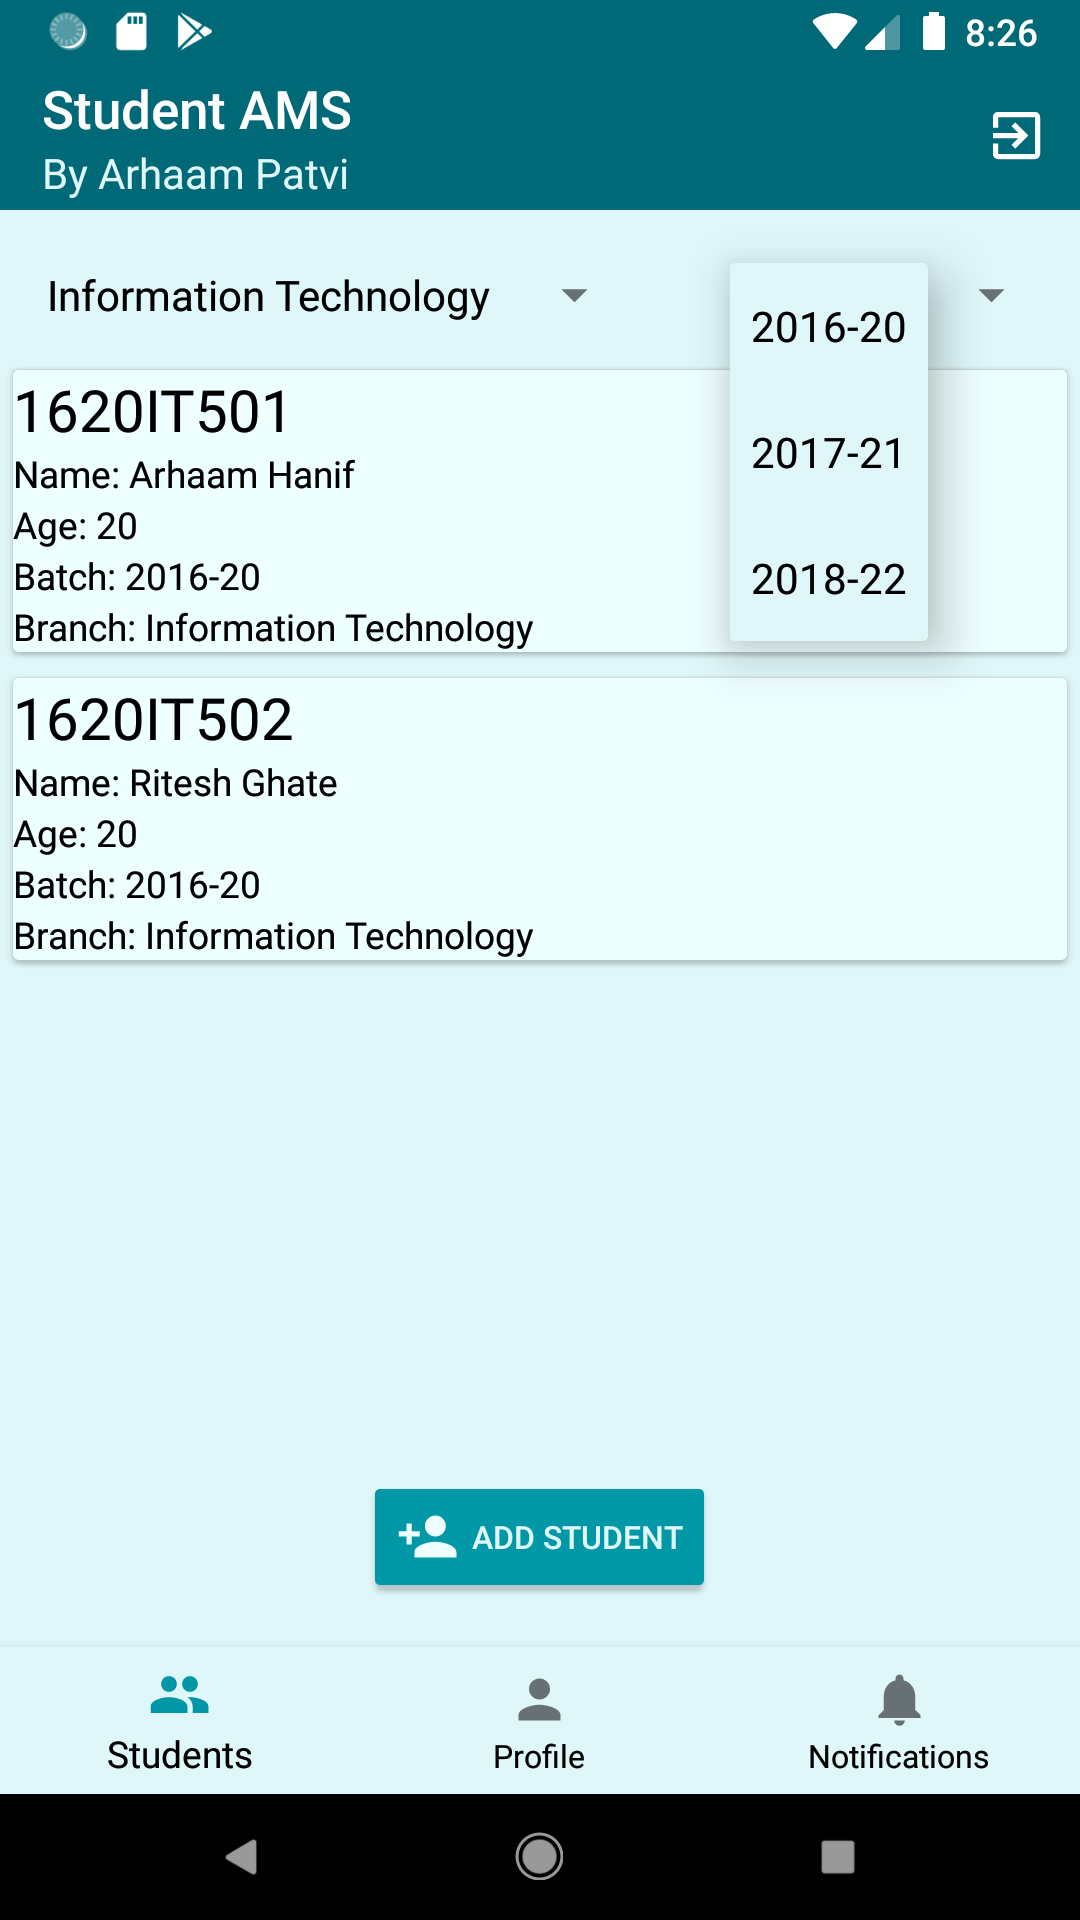 8:26
Student AMS
By Arhaam Patvi
Information Technology
2016-20
2017-21
2018-22
1620IT501
Name: Arhaam Hanif
Age: 20
Batch: 2016-20
Branch: Information Technology
1620IT502
Name: Ritesh Ghate
Age: 20
Batch: 2016-20
Branch: Information Technology
ADD STUDENT
Students
Profile
Notifications